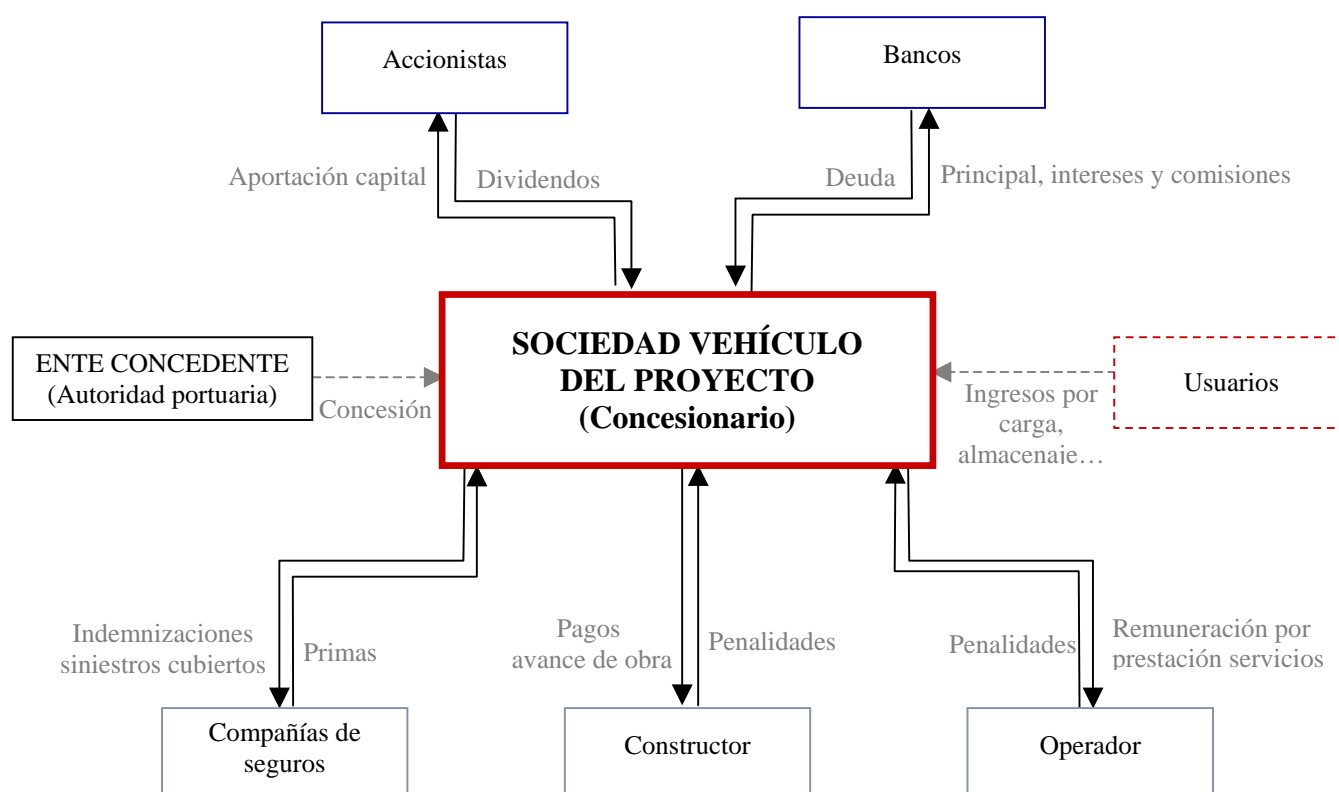 Accionistas
Bancos
Aportación capital
Dividendos
Deuda
Principal, intereses y comisiones
ENTE CONCEDENTE
(Autoridad portuaria)
Concesión
SOCIEDAD VEHÍCULO
DEL PROYECTO
(Concesionario)
Usuarios
Ingresos por
carga,
almacenaje…
Indemnizaciones
siniestros cubiertos
Primas
Pagos
avance de obra
Penalidades
Penalidades
Remuneración por
prestación servicios
Compañías de
seguros
Constructor
Operador